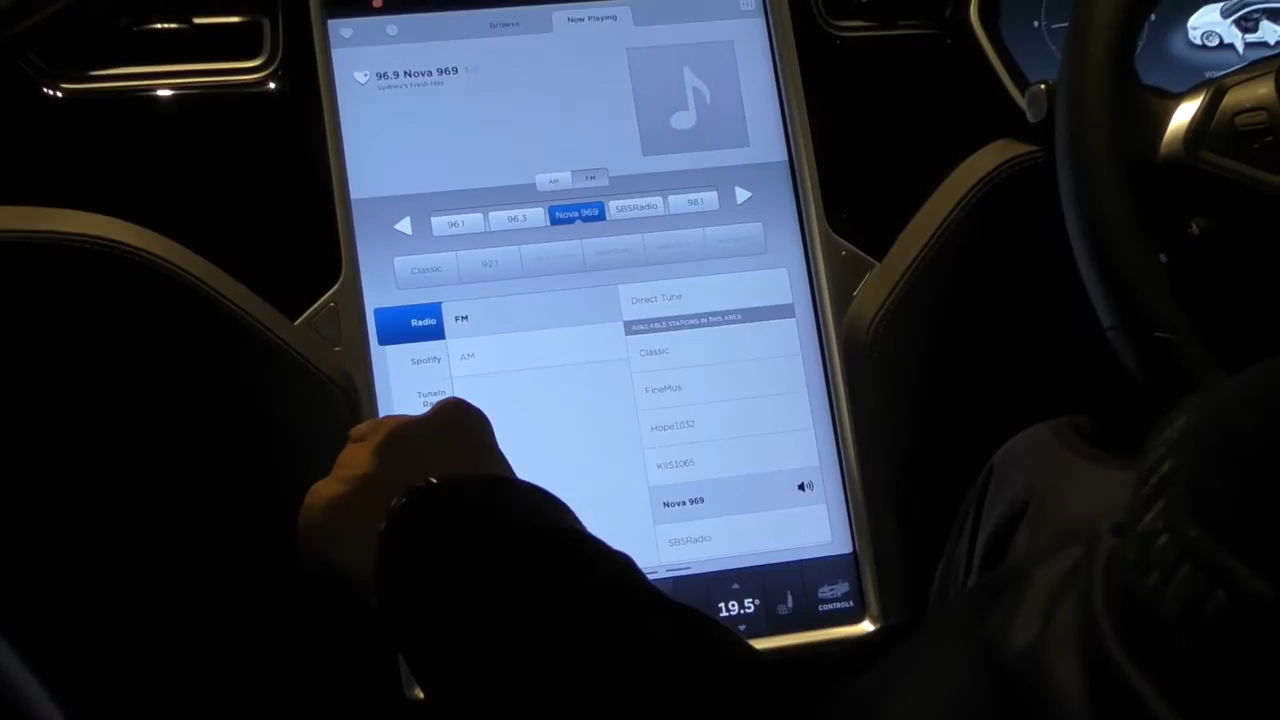 Browse
Now Playing
96.9 Nova 969
Sydney's Fresh Hits
AM
FM
96.1
96.3
Nova 969
SBSRadio
98.1
Classic
92.1
Radio
FM
Direct Tune
AVAILABLE STATIONS IN THIS AREA
Spotify
AM
Classic
TuneIn
FineMus
Hope1032
KIIS1065
Nova 969
SBSRadio
19.5°
CONTROLS